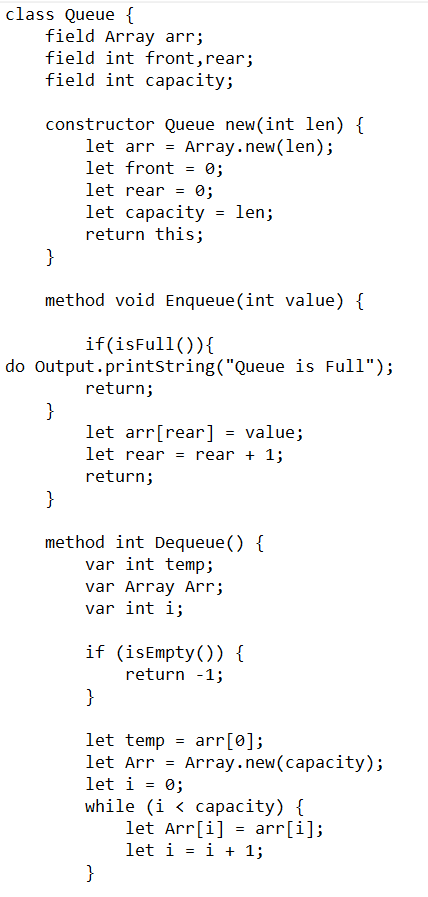 class Queue {
    field Array arr;
    field int front,rear;
    field int capacity;

    constructor Queue new(int len) {
        let arr = Array.new(len);
        let front = 0;
        let rear = 0;
        let capacity = len;
        return this;
    }

    method void Enqueue(int value) {

        if(isFull()){
do Output.printString("Queue is Full");
        return;
    }
        let arr[rear] = value;
        let rear = rear + 1;
        return;
    }

    method int Dequeue() {
        var int temp;
        var Array Arr;
        var int i;

        if (isEmpty()) {
            return -1;
        }

        let temp = arr[0];
        let Arr = Array.new(capacity);
        let i = 0;
        while (i < capacity) {
            let Arr[i] = arr[i];
            let i = i + 1;
        }